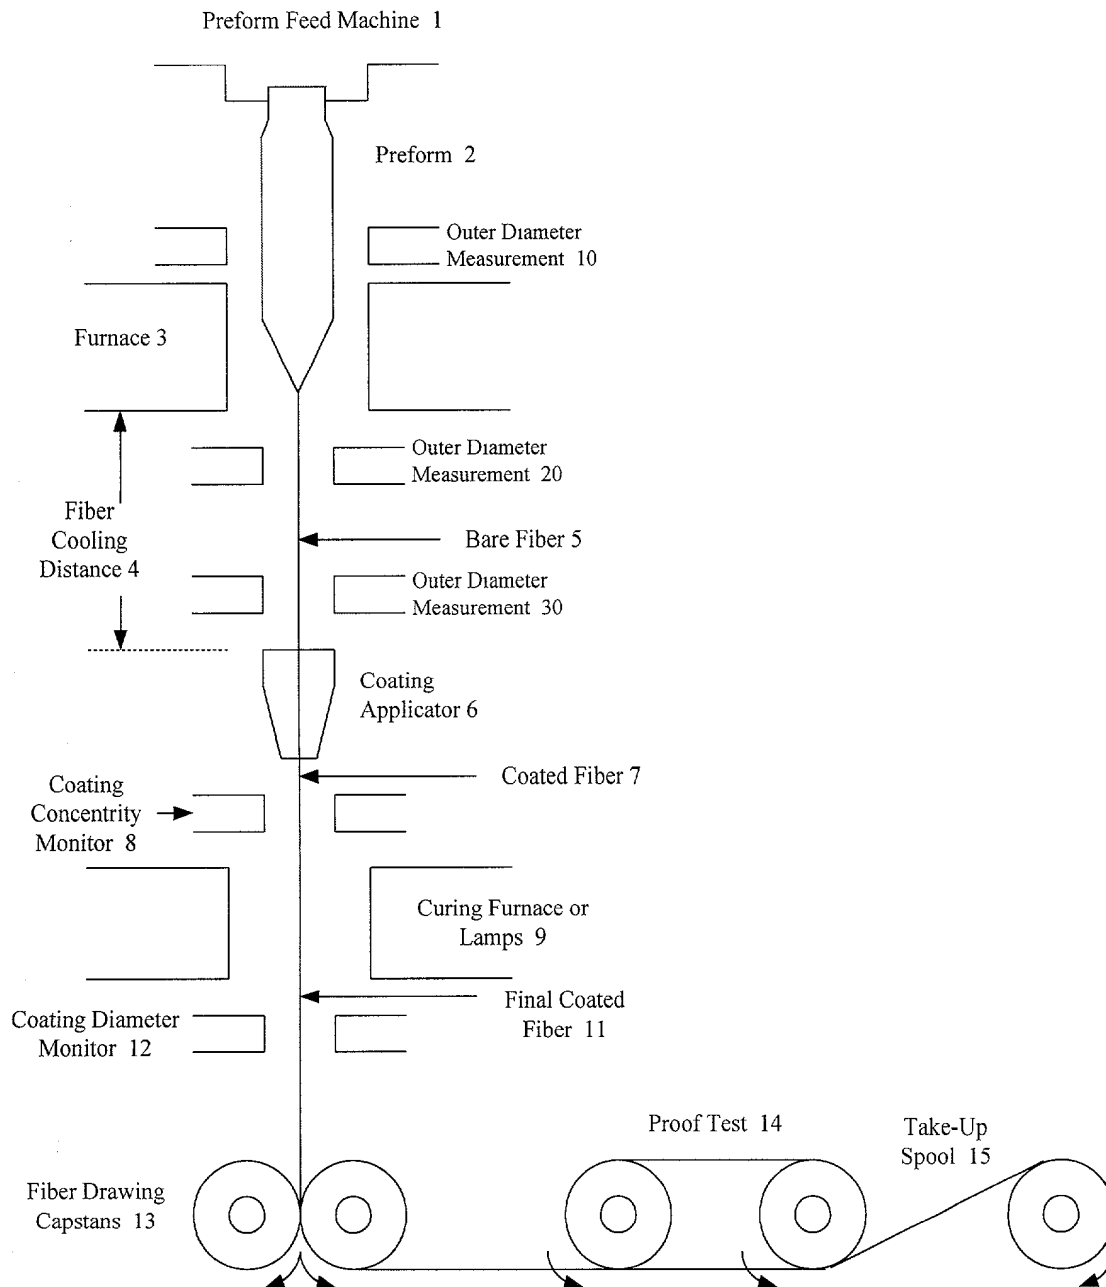 Preform Feed Machine 1
Preform 2
Outer Diameter
Measurement 10
Furnace 3
Outer Diameter
Measurement 20
Fiber
Cooling
Distance 4
Bare Fiber 5
Outer Diameter
Measurement 30
Coating
Applicator 6
Coated Fiber 7
Coating
Concentrity
Monitor 8
Curing Furnace or
Lamps 9
Final Coated
Fiber 11
Coating Diameter
Monitor 12
Proof Test 14
Take-Up
Spool 15
Fiber Drawing
Capstans 13